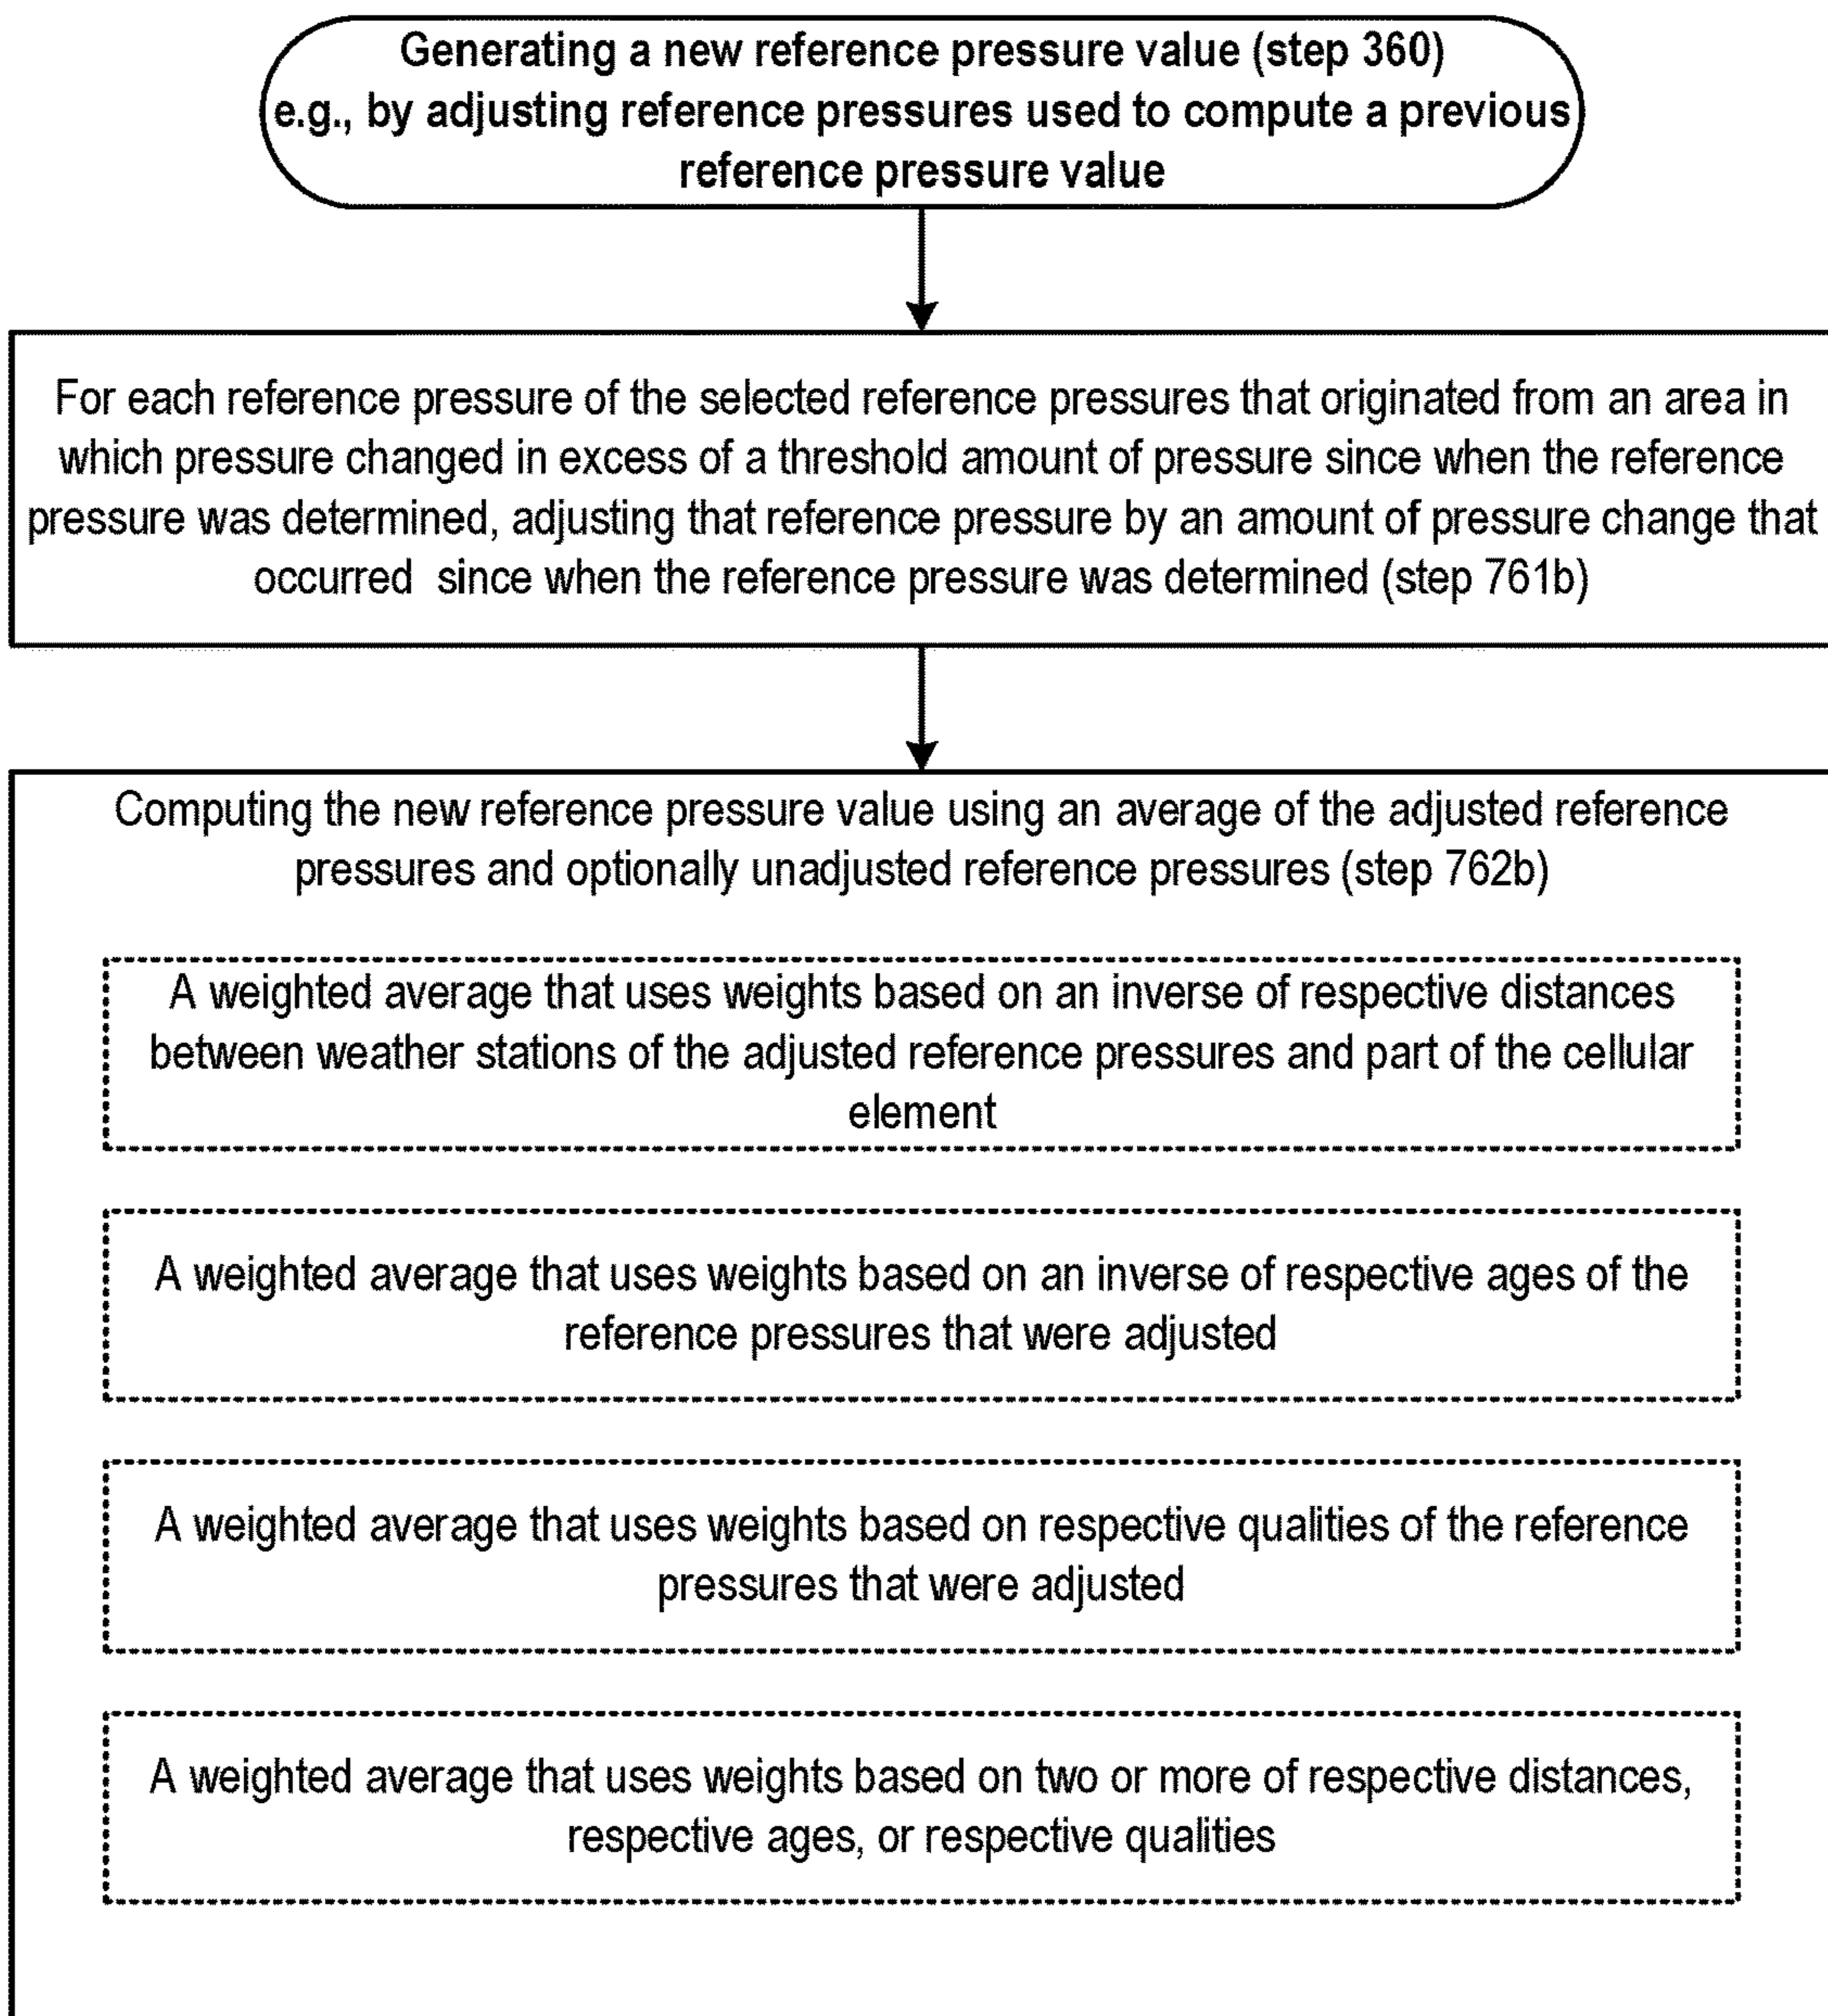 Generating a new reference pressure value (step 360)
e.g., by adjusting reference pressures used to compute a previous
reference pressure value
For each reference pressure of the selected reference pressures that originated from an area in
which pressure changed in excess of a threshold amount of pressure since when the reference
pressure was determined, adjusting that reference pressure by an amount of pressure change that
occurred  since when the reference pressure was determined (step 761b)
Computing the new reference pressure value using an average of the adjusted reference
pressures and optionally unadjusted reference pressures (step 762b)
A weighted average that uses weights based on an inverse of respective distances
between weather stations of the adjusted reference pressures and part of the cellular
element
A weighted average that uses weights based on an inverse of respective ages of the
reference pressures that were adjusted
A weighted average that uses weights based on respective qualities of the reference
pressures that were adjusted
A weighted average that uses weights based on two or more of respective distances,
respective ages, or respective qualities